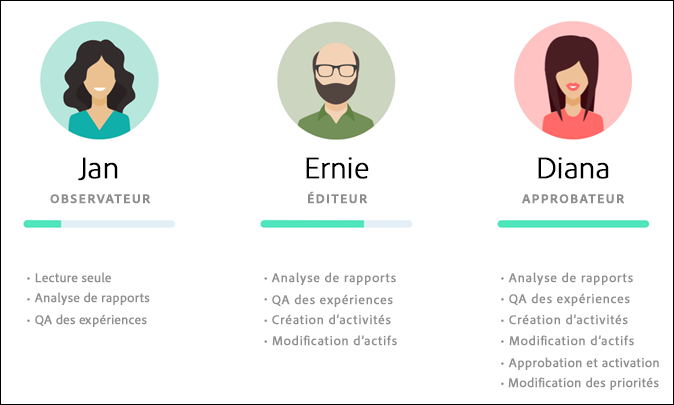 Jan
OBSERVATEUR
• Lecture seule
• Analyse de rapports
• QA des expériences
Ernie
ÉDITEUR
• Analyse de rapports
• QA des expériences
• Création d'activités
• Modification d'actifs
Diana
APPROBATEUR
• Analyse de rapports
• QA des expériences
• Création d'activités
• Modification d'actifs
• Approbation et activation
• Modification des priorités